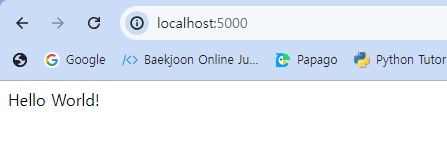 localhost:5000
Google
</> Baekjoon Online Ju...
Papago
Python Tutor
Hello World!